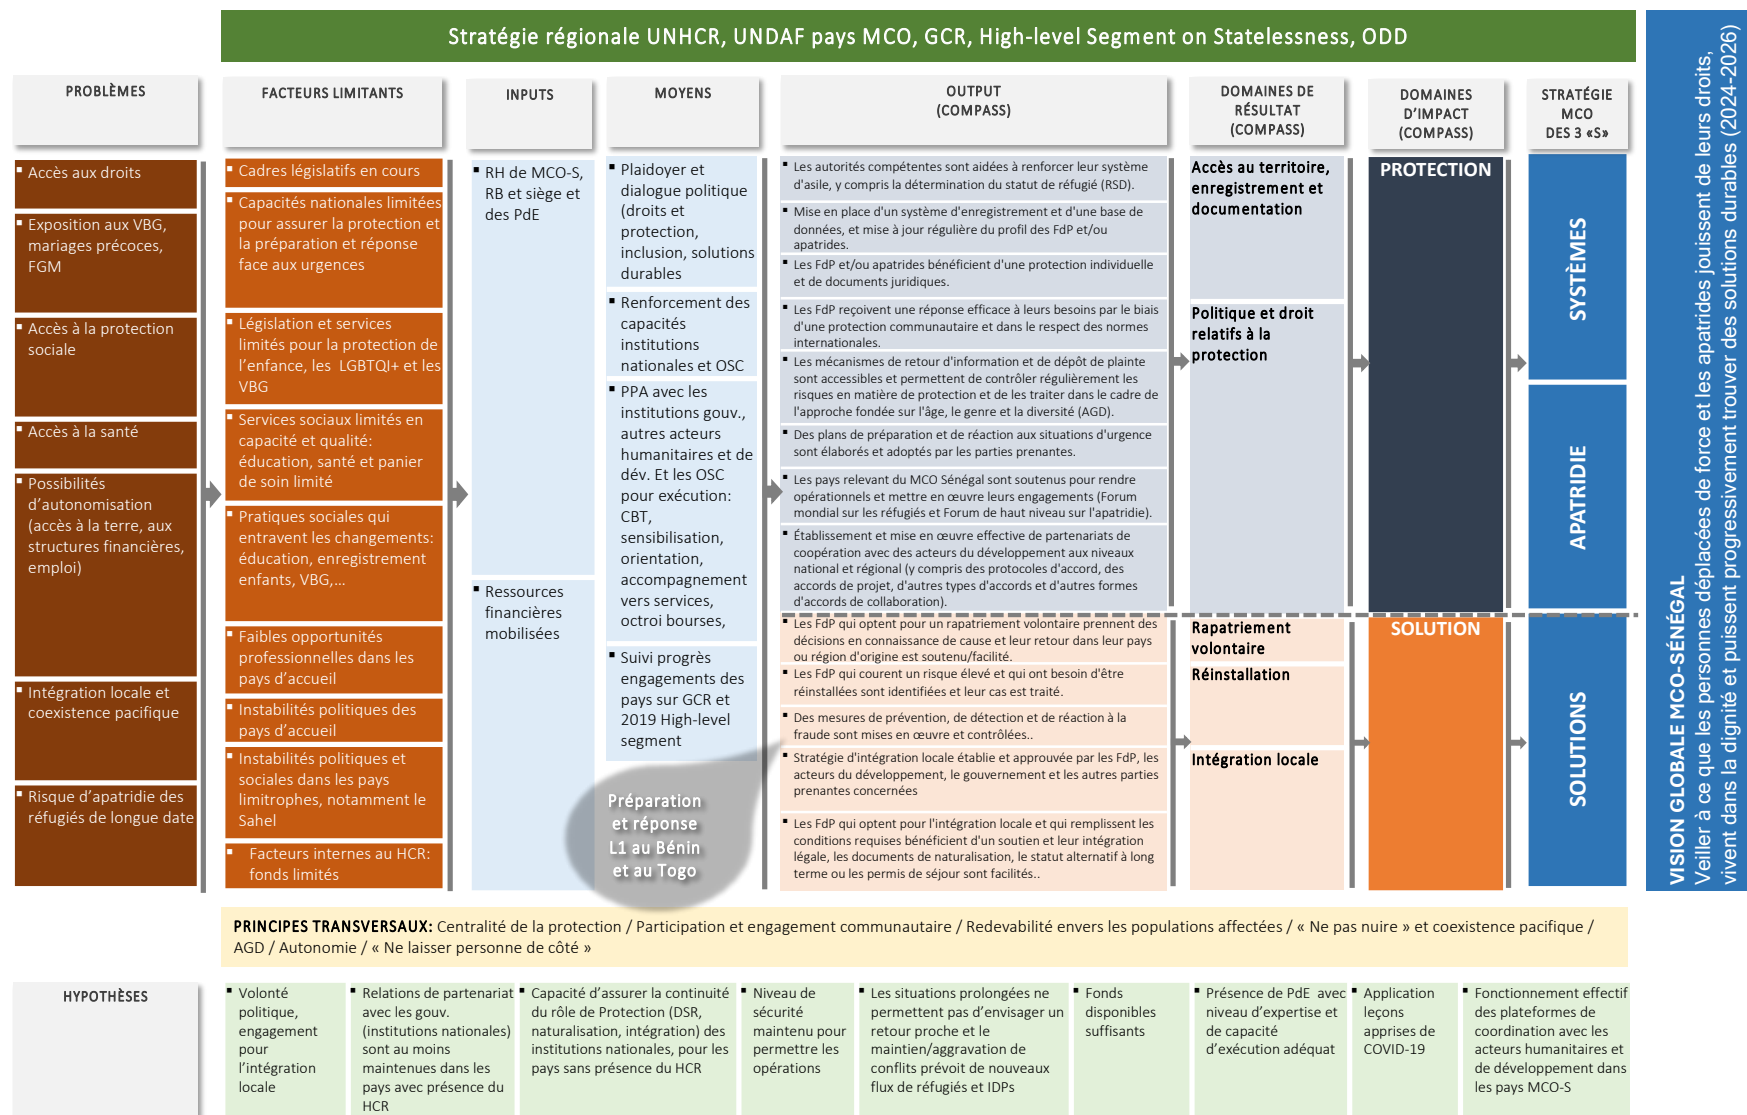 Stratégie régionale UNHCR, UNDAF pays MCO, GCR, High-level Segment on Statelessness, ODD
PROBLÈMES
FACTEURS LIMITANTS
INPUTS
MOYENS
OUTPUT
(COMPASS)
DOMAINES DE
RÉSULTAT
(COMPASS)
DOMAINES
D’IMPACT
(COMPASS)
STRATÉGIE
MCO
DES 3 «S»
▪ Accès aux droits
▪ Exposition aux VBG,
mariages précoces,
FGM
▪ Accès à la protection
sociale
▪ Accès à la santé
▪ Possibilités
d’autonomisation
(accès à la terre, aux
structures financières,
emploi)
▪ Intégration locale et
coexistence pacifique
▪ Risque d’apatridie des
réfugiés de longue date
▪ Cadres législatifs en cours
▪ Capacités nationales limitées
pour assurer la protection et
la préparation et réponse
face aux urgences
▪ Législation et services
limités pour la protection de
l’enfance, les LGBTQI+ et les
VBG
▪ Services sociaux limités en
capacité et qualité:
éducation, santé et panier
de soin limité
▪ Pratiques sociales qui
entravent les changements:
éducation, enregistrement
enfants, VBG,…
▪ Faibles opportunités
professionnelles dans les
pays d’accueil
▪ Instabilités politiques des
pays d’accueil
▪ Instabilités politiques et
sociales dans les pays
limitrophes, notamment le
Sahel
▪ Facteurs internes au HCR:
fonds limités
▪ RH de MCO-S,
RB et siège et
des PdE
▪ Ressources
financières
mobilisées
▪ Plaidoyer et
dialogue politique
(droits et
protection,
inclusion, solutions
durables
▪ Renforcement des
capacités
institutions
nationales et OSC
▪ PPA avec les
institutions gouv.,
autres acteurs
humanitaires et de
dév. Et les OSC
pour exécution:
CBT,
sensibilisation,
orientation,
accompagnement
vers services,
octroi bourses,
▪ Suivi progrès
engagements des
pays sur GCR et
2019 High-level
segment
Préparation
et réponse
L1 au Bénin
et au Togo
▪ Les autorités compétentes sont aidées à renforcer leur système
d'asile, y compris la détermination du statut de réfugié (RSD).
▪ Mise en place d'un système d'enregistrement et d'une base de
données, et mise à jour régulière du profil des FdP et/ou
apatrides.
▪ Les FdP et/ou apatrides bénéficient d'une protection individuelle
et de documents juridiques.
▪ Les FdP reçoivent une réponse efficace à leurs besoins par le biais
d'une protection communautaire et dans le respect des normes
internationales.
▪ Les mécanismes de retour d'information et de dépôt de plainte
sont accessibles et permettent de contrôler régulièrement les
risques en matière de protection et de les traiter dans le cadre de
l'approche fondée sur l'âge, le genre et la diversité (AGD).
▪ Des plans de préparation et de réaction aux situations d'urgence
sont élaborés et adoptés par les parties prenantes.
▪ Les pays relevant du MCO Sénégal sont soutenus pour rendre
opérationnels et mettre en œuvre leurs engagements (Forum
mondial sur les réfugiés et Forum de haut niveau sur l'apatridie).
▪ Établissement et mise en œuvre effective de partenariats de
coopération avec des acteurs du développement aux niveaux
national et régional (y compris des protocoles d'accord, des
accords de projet, d'autres types d'accords et d'autres formes
d'accords de collaboration).
▪ Les FdP qui optent pour un rapatriement volontaire prennent des
décisions en connaissance de cause et leur retour dans leur pays
ou région d'origine est soutenu/facilité.
▪ Les FdP qui courent un risque élevé et qui ont besoin d'être
réinstallées sont identifiées et leur cas est traité.
▪ Des mesures de prévention, de détection et de réaction à la
fraude sont mises en œuvre et contrôlées..
▪ Stratégie d'intégration locale établie et approuvée par les FdP, les
acteurs du développement, le gouvernement et les autres parties
prenantes concernées
▪ Les FdP qui optent pour l'intégration locale et qui remplissent les
conditions requises bénéficient d'un soutien et leur intégration
légale, les documents de naturalisation, le statut alternatif à long
terme ou les permis de séjour sont facilités..
Accès au territoire,
enregistrement et
documentation
Politique et droit
relatifs à la
protection
Rapatriement
volontaire
Réinstallation
Intégration locale
PROTECTION
SOLUTION
SYSTÈMES
APATRIDIE
SOLUTIONS
VISION GLOBALE MCO-SÉNÉGAL
Veiller à ce que les personnes déplacées de force et les apatrides jouissent de leurs droits,
vivent dans la dignité et puissent progressivement trouver des solutions durables (2024-2026)
PRINCIPES TRANSVERSAUX: Centralité de la protection / Participation et engagement communautaire / Redevabilité envers les populations affectées / « Ne pas nuire » et coexistence pacifique /
AGD / Autonomie / « Ne laisser personne de côté »
HYPOTHÈSES
▪ Volonté
politique,
engagement
pour
l’intégration
locale
▪ Relations de partenariat
avec les gouv.
(institutions nationales)
sont au moins
maintenues dans les
pays avec présence du
HCR
▪ Capacité d’assurer la continuité
du rôle de Protection (DSR,
naturalisation, intégration) des
institutions nationales, pour les
pays sans présence du HCR
▪ Niveau de
sécurité
maintenu pour
permettre les
opérations
▪ Les situations prolongées ne
permettent pas d’envisager un
retour proche et le
maintien/aggravation de
conflits prévoit de nouveaux
flux de réfugiés et IDPs
▪ Fonds
disponibles
suffisants
▪ Présence de PdE avec
niveau d’expertise et
de capacité
d’exécution adéquat
▪ Application
leçons
apprises de
COVID-19
▪ Fonctionnement effectif
des plateformes de
coordination avec les
acteurs humanitaires et
de développement dans
les pays MCO-S